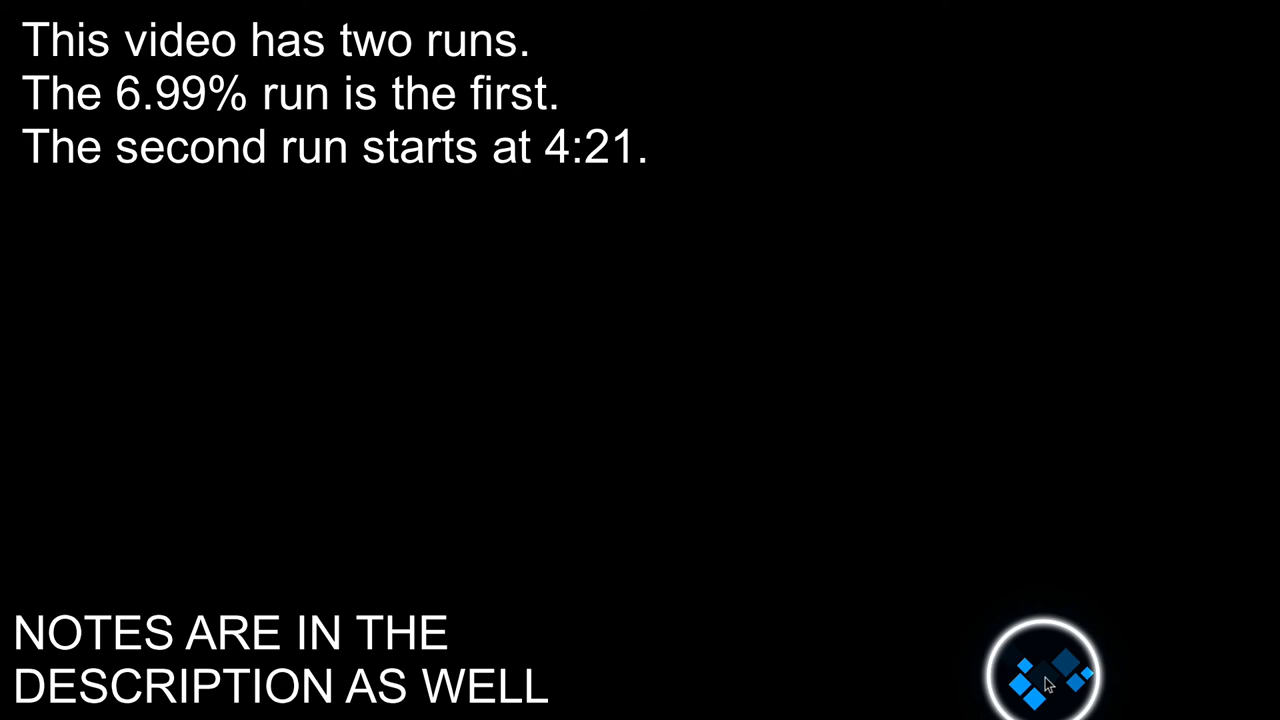 This video has two runs.
The 6.99% run is the first.
The second run starts at 4:21.
NOTES ARE IN THE
DESCRIPTION AS WELL